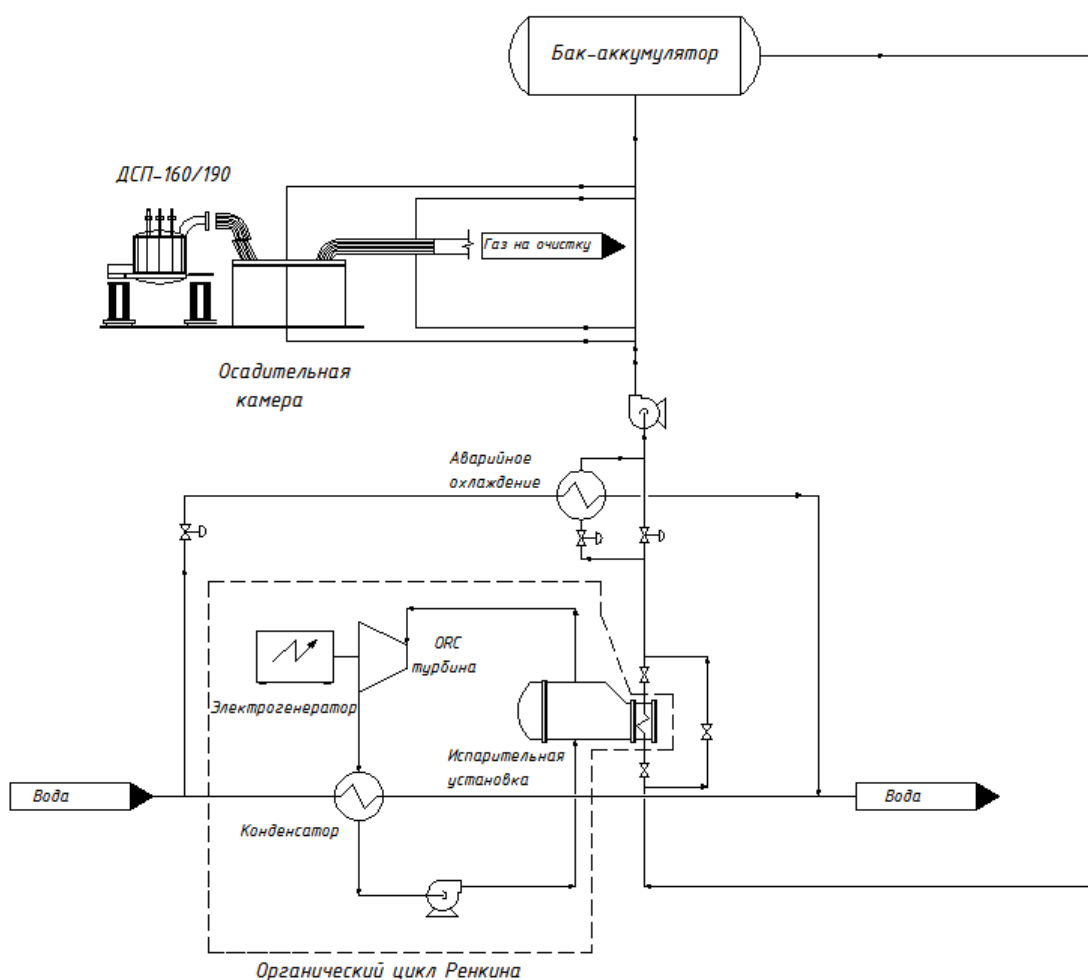 Бак-аккумулятор
ДСП-160/190
Газ на очистку
Осадительная
камера
Аварийное
охлаждение
ORC
турбина
Электрогенератор
Испарительная
установка
Вода
Вода
Конденсатор
Органический цикл Ренкина